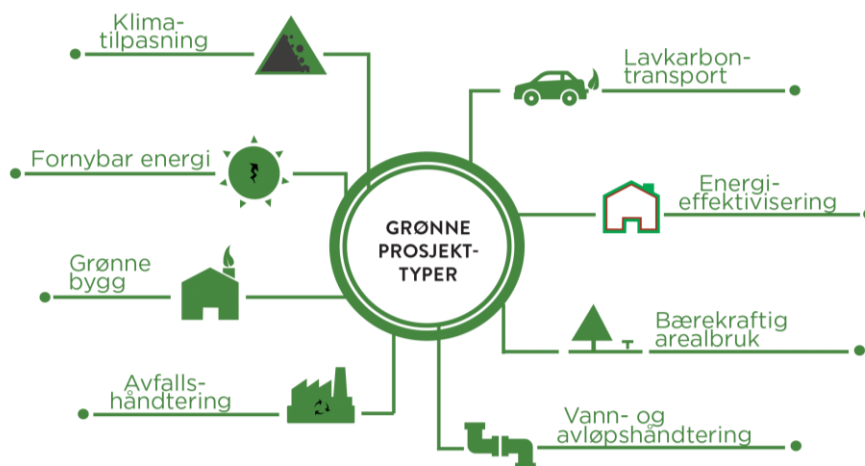 Klima-
tilpasning
Fornybar energi
Grønne
bygg
Avfalls-
håndtering
GRØNNE
PROSJEKT-
TYPER
Lavkarbon-
transport
Energi-
effektivisering
Bærekraftig
arealbruk
Vann- og
avløpshåndtering